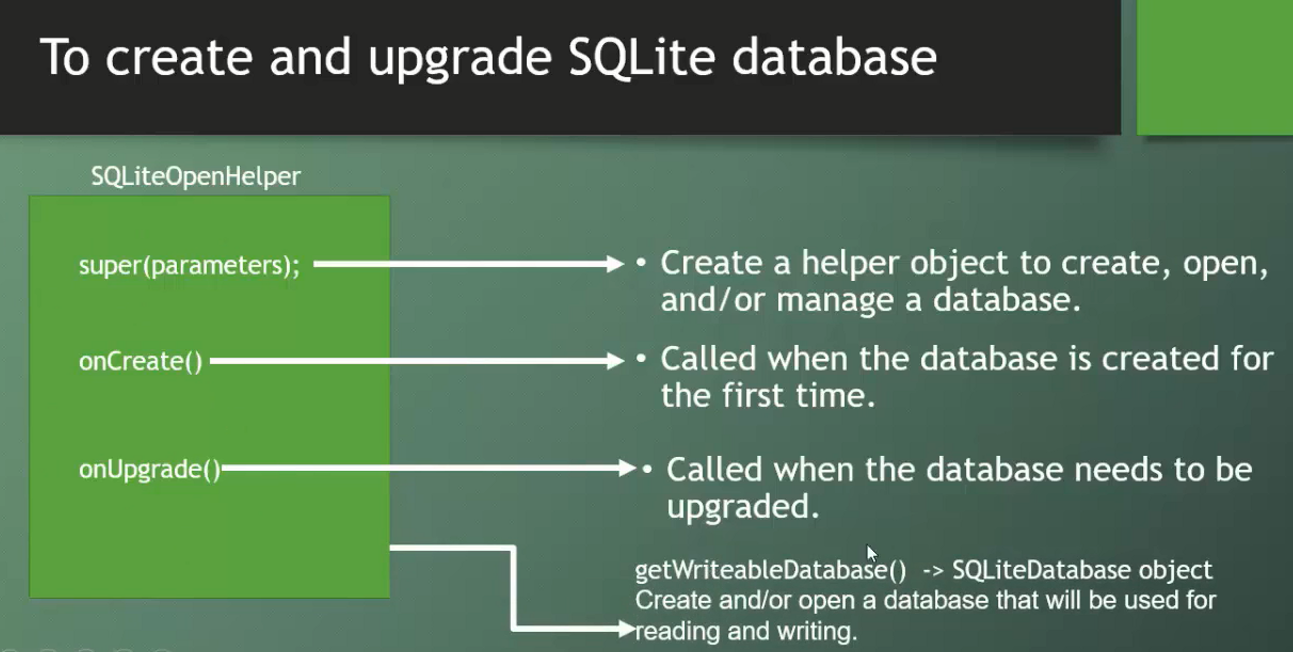 To create and upgrade SQLite database
SQLiteOpenHelper
super(parameters);
• Create a helper object to create, open,
and/or manage a database.
onCreate()
• Called when the database is created for
the first time.
onUpgrade()
• Called when the database needs to be
upgraded.
getWriteableDatabase() -> SQLiteDatabase object
Create and/or open a database that will be used for
reading and writing.